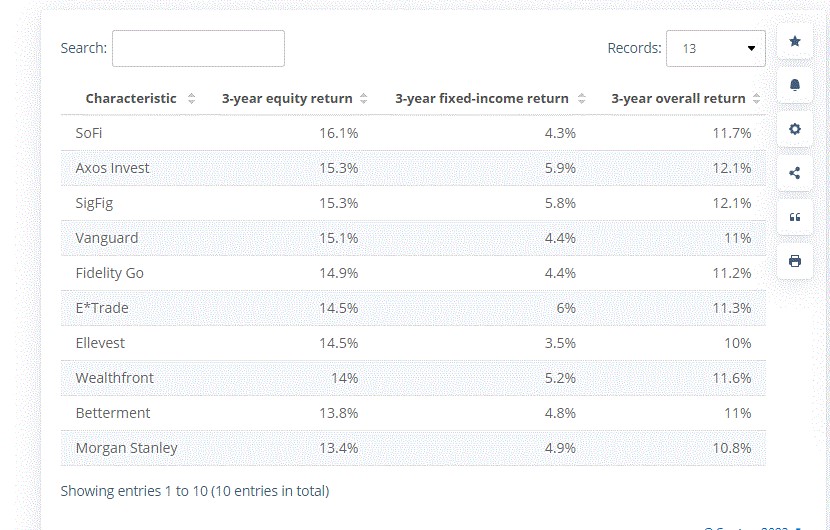 Search:
Records: 13
Characteristic 3-year equity return 3-year fixed-income return 3-year overall return
SoFi 16.1% 4.3% 11.7%
Axos Invest 15.3% 5.9% 12.1%
SigFig 15.3% 5.8% 12.1%
Vanguard 15.1% 4.4% 11%
Fidelity Go 14.9% 4.4% 11.2%
E*Trade 14.5% 6% 11.3%
Ellevest 14.5% 3.5% 10%
Wealthfront 14% 5.2% 11.6%
Betterment 13.8% 4.8% 11%
Morgan Stanley 13.4% 4.9% 10.8%
Showing entries 1 to 10 (10 entries in total)